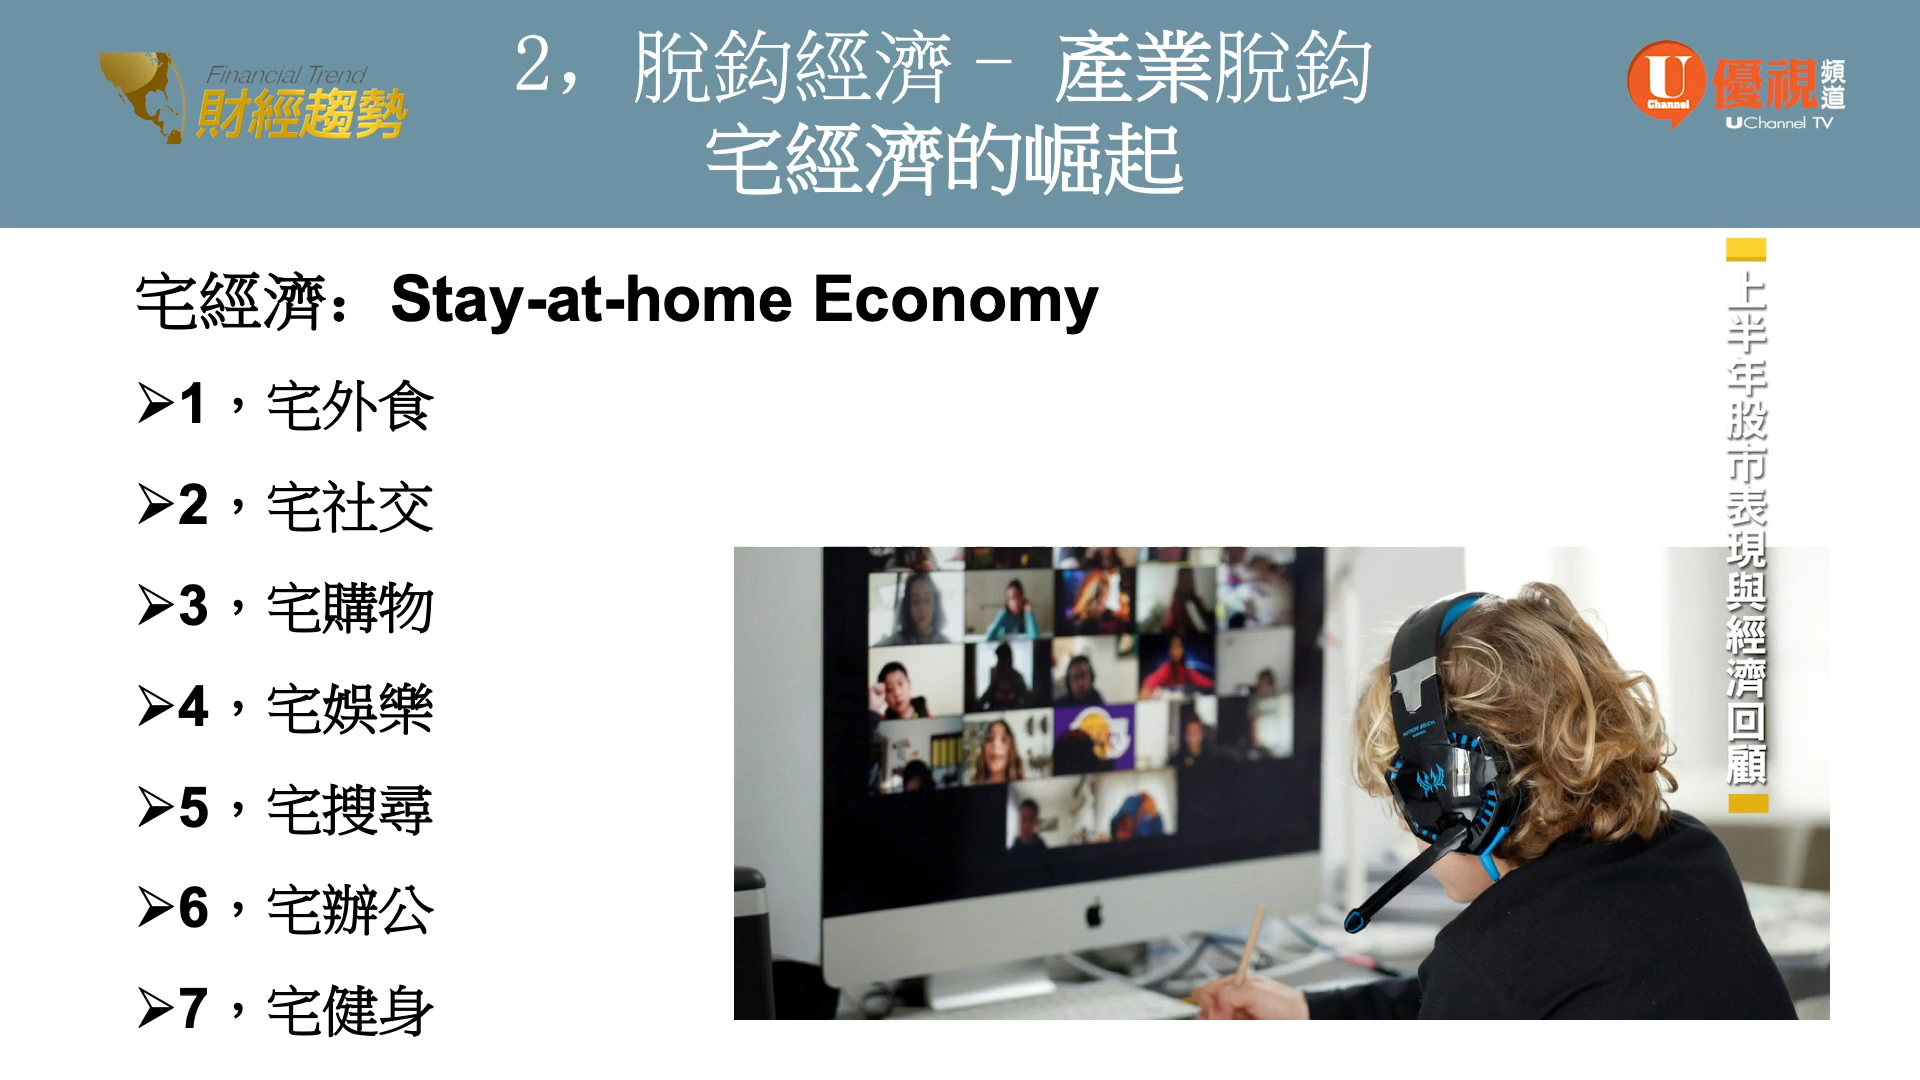 Financial Trend
財經趨勢
2，脫鈎經濟 - 產業脫鈎
宅經濟的崛起
U
Channel
優視頻道
UChannel TV
宅經濟：Stay-at-home Economy
➢1，宅外食
➢2，宅社交
➢3，宅購物
➢4，宅娛樂
➢5，宅搜尋
➢6，宅辦公
➢7，宅健身
上半年股市表現與經濟回顧